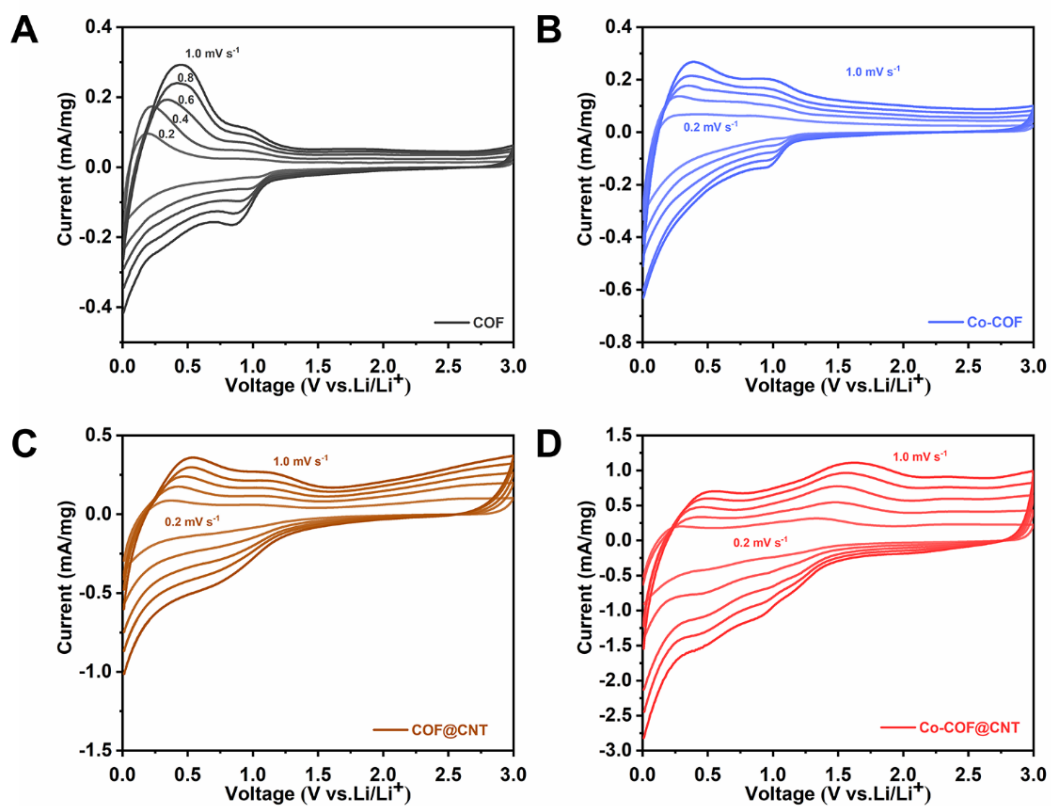 A
0.4
0.2
0.0
-0.2
-0.4
Current (mA/mg)
1.0 mV s⁻¹
0.8
0.6
0.4
0.2
COF
0.0 0.5 1.0 1.5 2.0 2.5 3.0
Voltage (V vs.Li/Li⁺)
B
0.4
0.2
0.0
-0.2
-0.4
-0.6
-0.8
Current (mA/mg)
1.0 mV s⁻¹
0.2 mV s⁻¹
Co-COF
0.0 0.5 1.0 1.5 2.0 2.5 3.0
Voltage (V vs.Li/Li⁺)
C
0.5
0.0
-0.5
-1.0
-1.5
Current (mA/mg)
1.0 mV s⁻¹
0.2 mV s⁻¹
COF@CNT
0.0 0.5 1.0 1.5 2.0 2.5 3.0
Voltage (V vs.Li/Li⁺)
D
1.5
1.0
0.5
0.0
-0.5
-1.0
-1.5
-2.0
-2.5
-3.0
Current (mA/mg)
1.0 mV s⁻¹
0.2 mV s⁻¹
Co-COF@CNT
0.0 0.5 1.0 1.5 2.0 2.5 3.0
Voltage (V vs.Li/Li⁺)